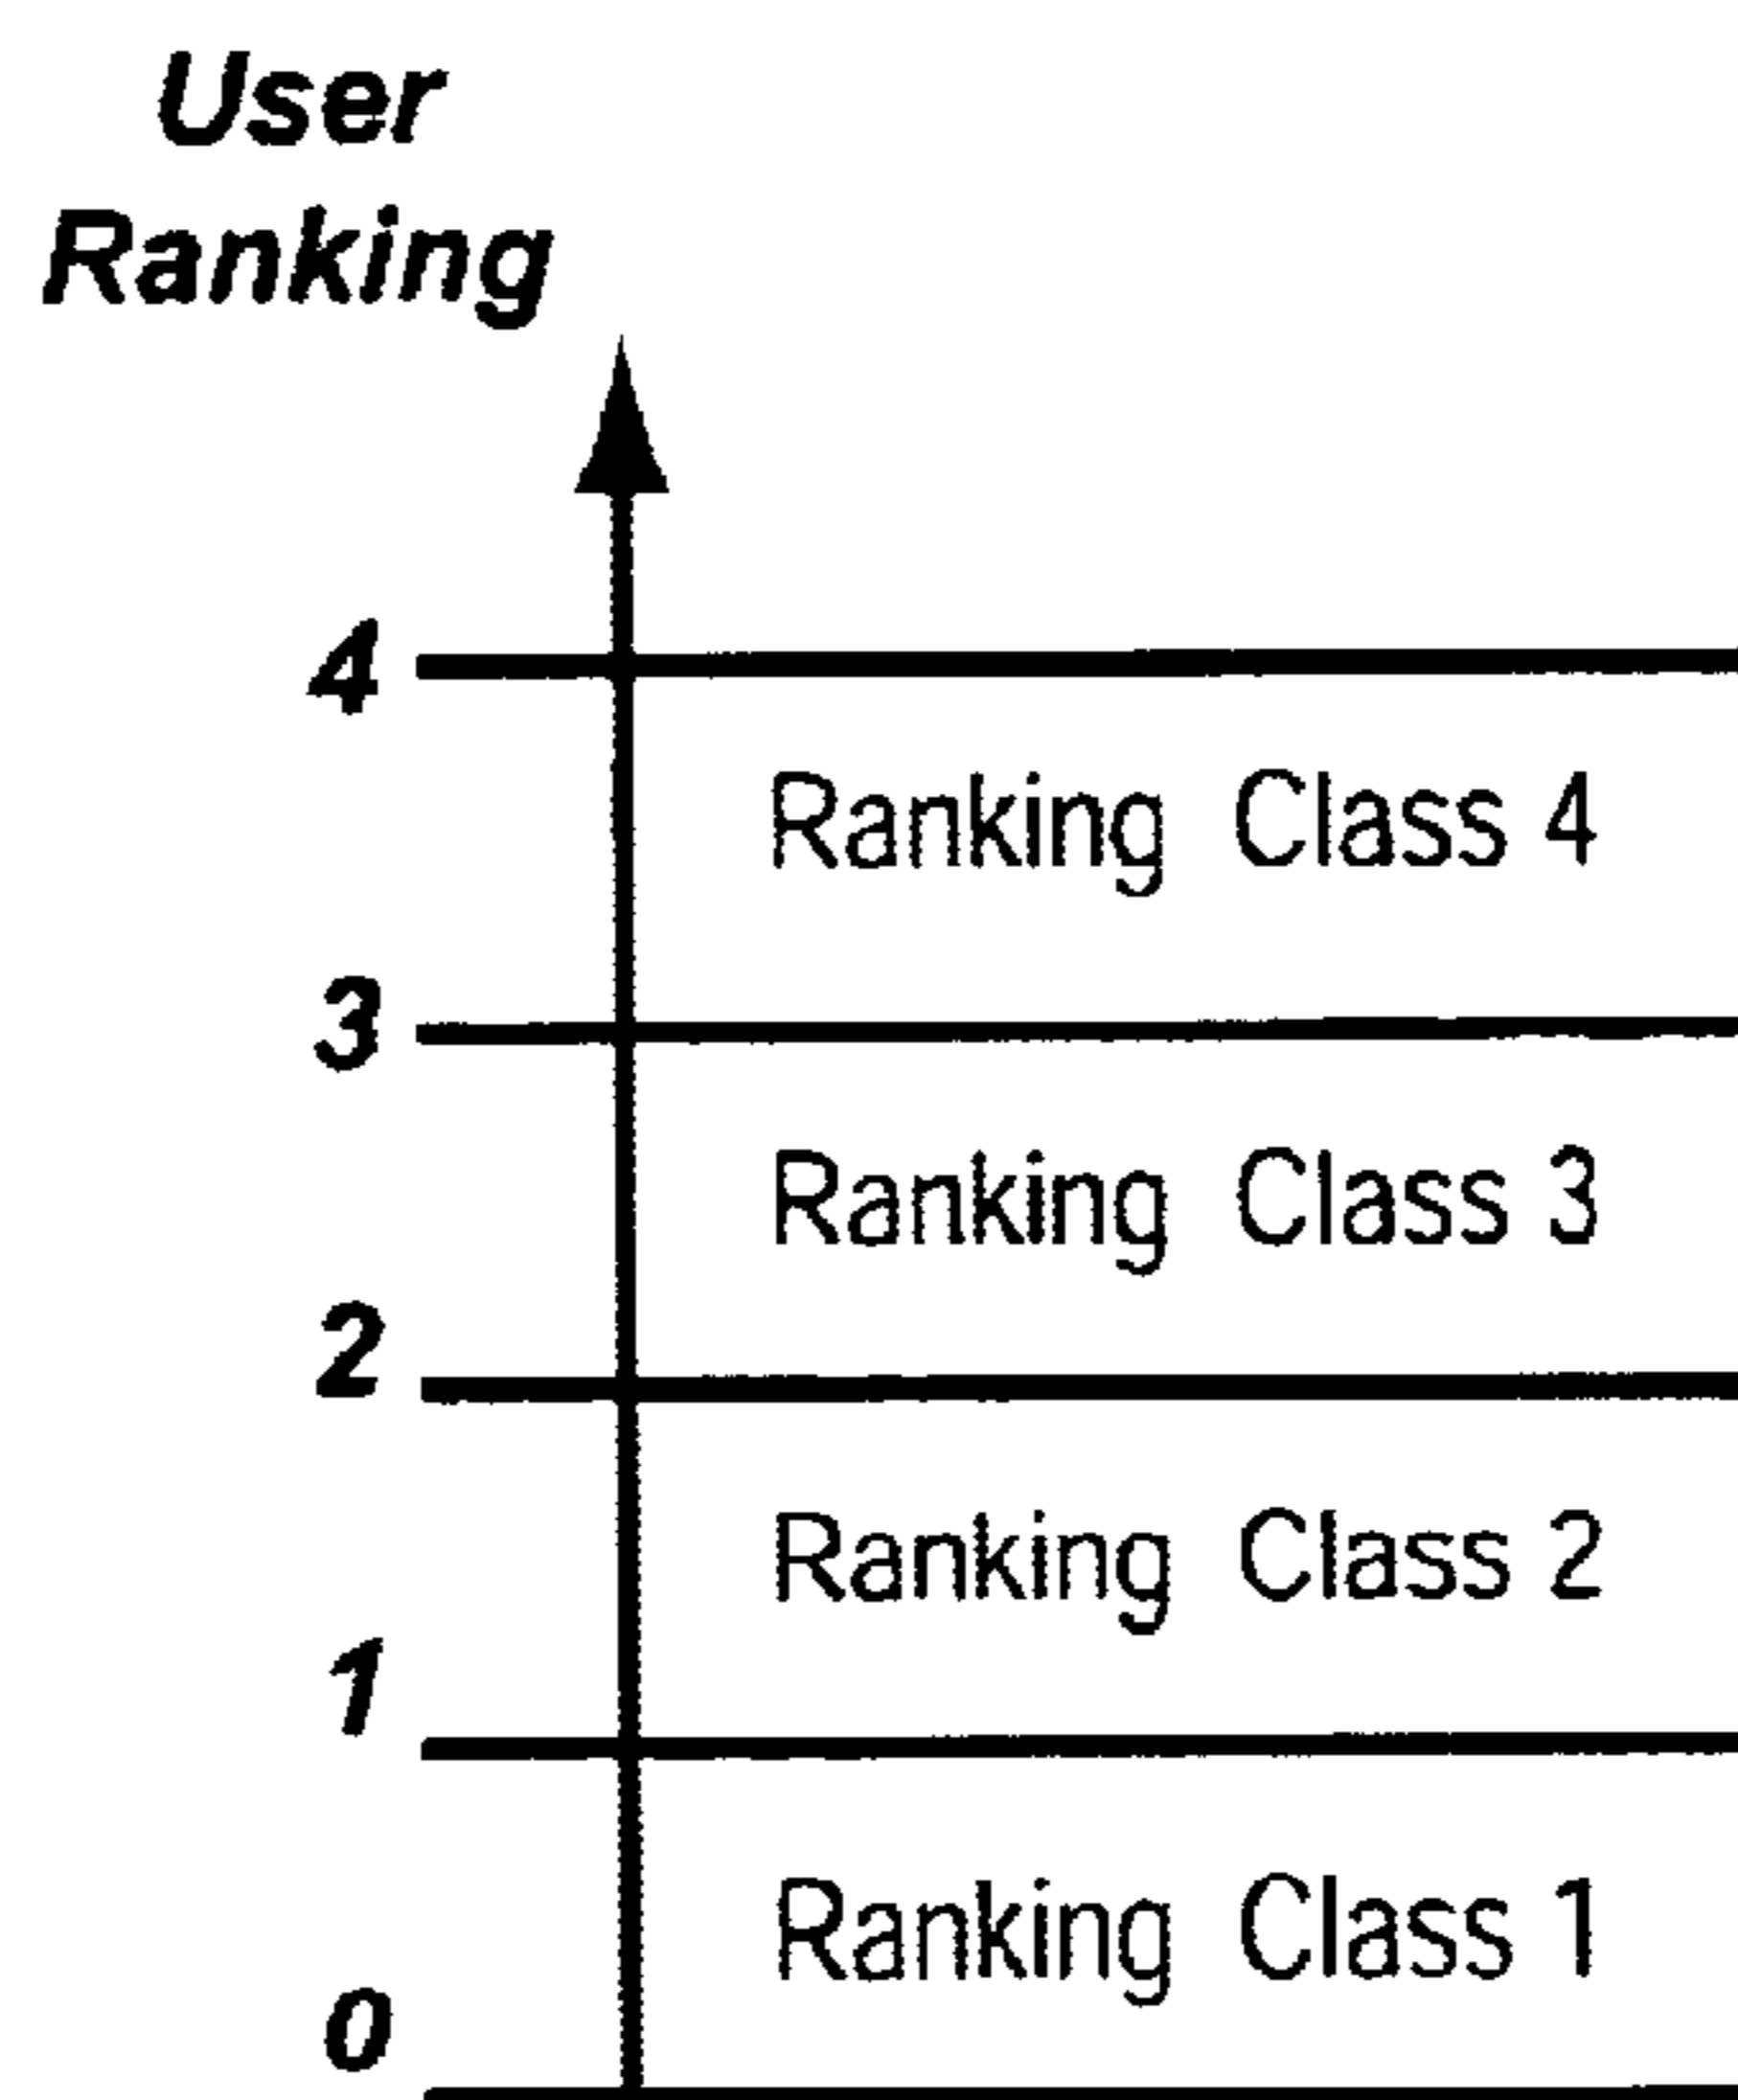 User
Ranking
4
Ranking Class 4
3
Ranking Class 3
2
Ranking Class 2
1
Ranking Class 1
0